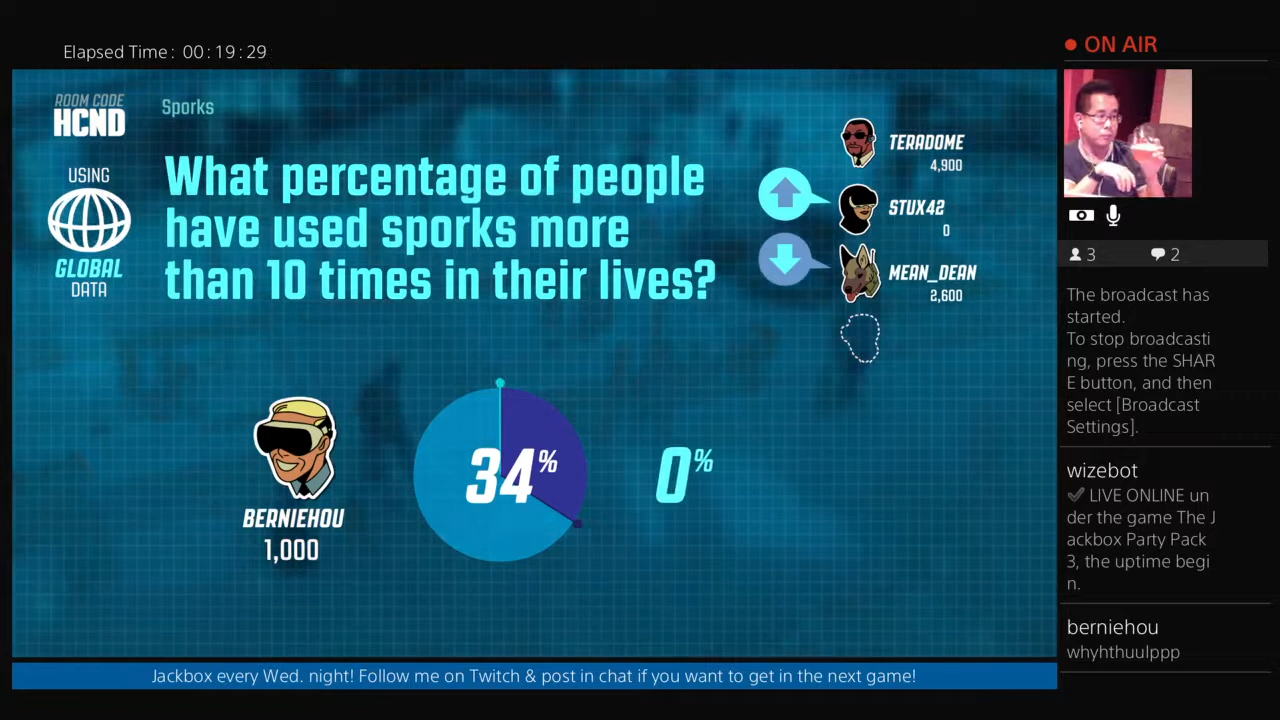 Elapsed Time: 00:19:29
ON AIR
ROOM CODE
HCND
Sporks
USING
GLOBAL
DATA
What percentage of people
have used sporks more
than 10 times in their lives?
TERADOME
4,900
STUX42
0
MEAN_DEAN
2,600
BERNIEHOU
1,000
34%
0%
3
2
The broadcast has
started.
To stop broadcasti
ng, press the SHAR
E button, and then
select [Broadcast
Settings].
wizebot
✔ LIVE ONLINE un
der the game The J
ackbox Party Pack
3, the uptime begi
n.
berniehou
whyhthuulppp
Jackbox every Wed. night! Follow me on Twitch & post in chat if you want to get in the next game!